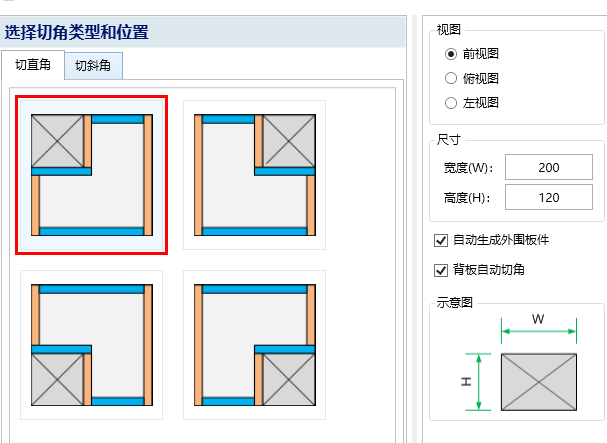 选择切角类型和位置
切直角
切斜角
视图
前视图
俯视图
左视图
尺寸
宽度(W):
200
高度(H):
120
自动生成外围板件
背板自动切角
示意图
W
H